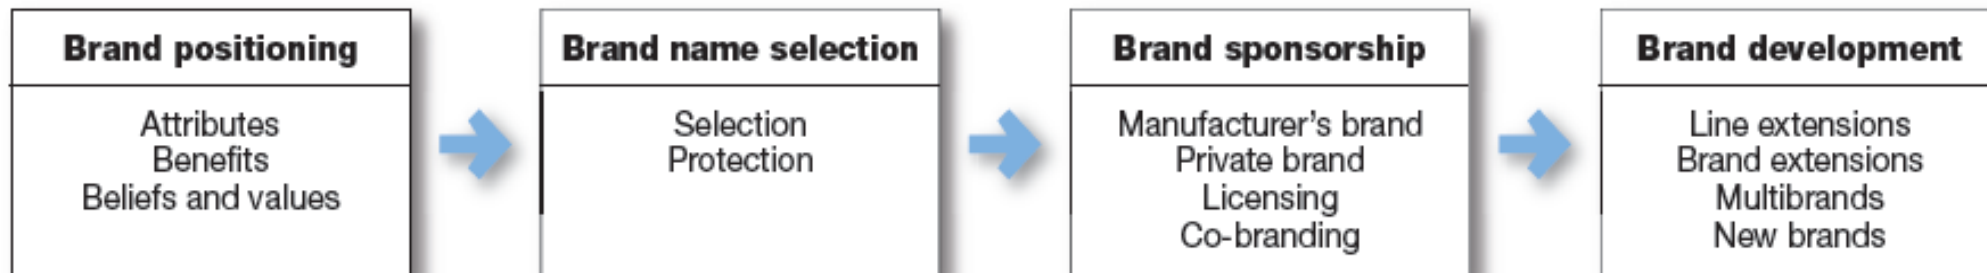 Brand positioning
Attributes
Benefits
Beliefs and values
Brand name selection
Selection
Protection
Brand sponsorship
Manufacturer’s brand
Private brand
Licensing
Co-branding
Brand development
Line extensions
Brand extensions
Multibrands
New brands